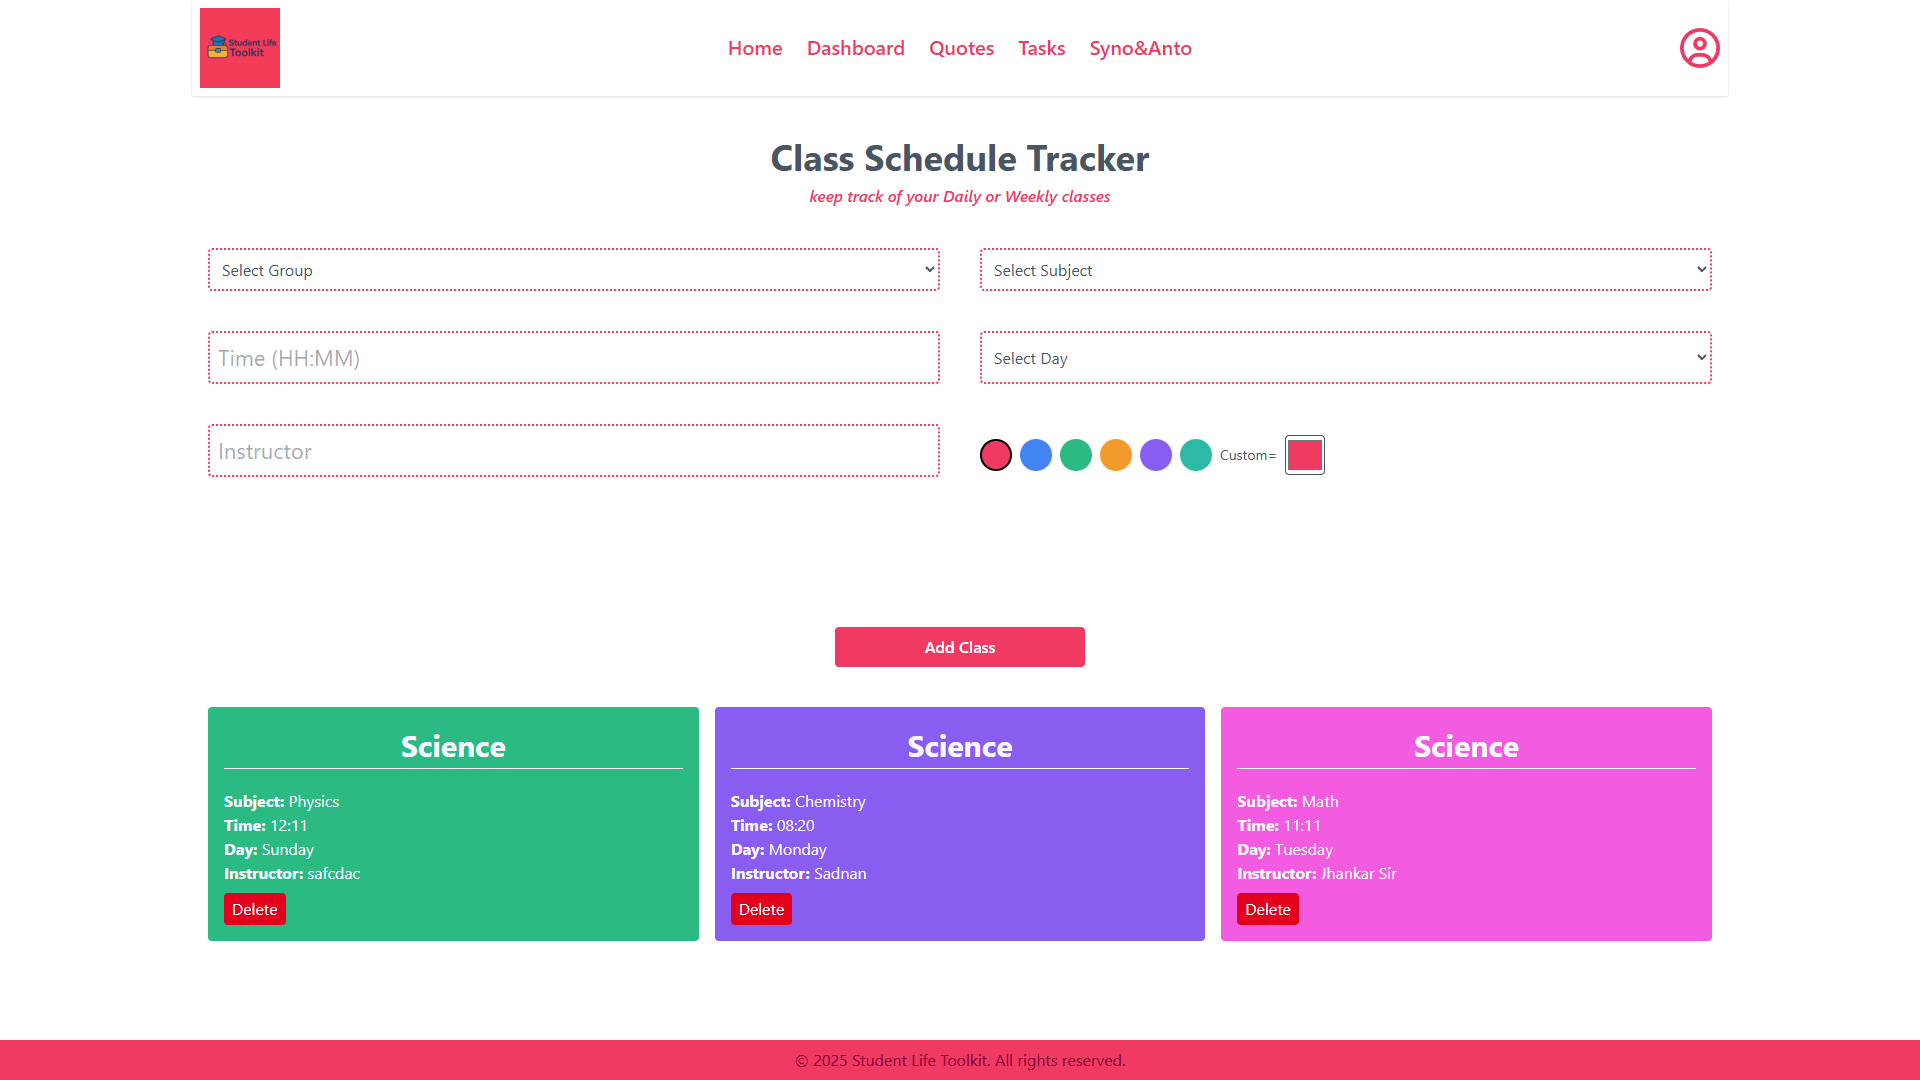 Student Life
Toolkit
Home Dashboard Quotes Tasks Syno&Anto
Class Schedule Tracker
keep track of your Daily or Weekly classes
Select Group
Select Subject
Time (HH:MM)
Select Day
Instructor
Custom=
Add Class
Science
Subject: Physics
Time: 12:11
Day: Sunday
Instructor: safcdac
Delete
Science
Subject: Chemistry
Time: 08:20
Day: Monday
Instructor: Sadnan
Delete
Science
Subject: Math
Time: 11:11
Day: Tuesday
Instructor: Jhankar Sir
Delete
© 2025 Student Life Toolkit. All rights reserved.